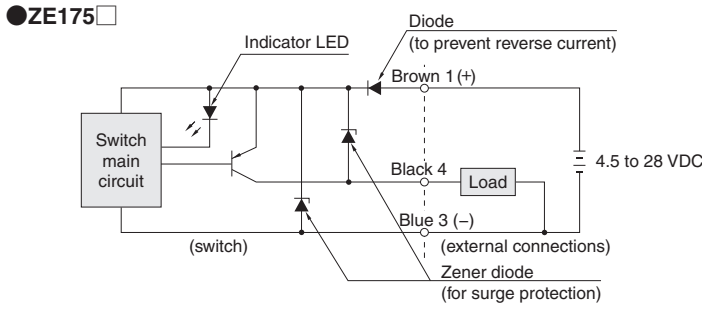 ●ZE175□
Indicator LED
Diode
(to prevent reverse current)
Brown 1 (+)
Switch
main
circuit
Black 4
Load
4.5 to 28 VDC
Blue 3 (−)
(switch)
(external connections)
Zener diode
(for surge protection)